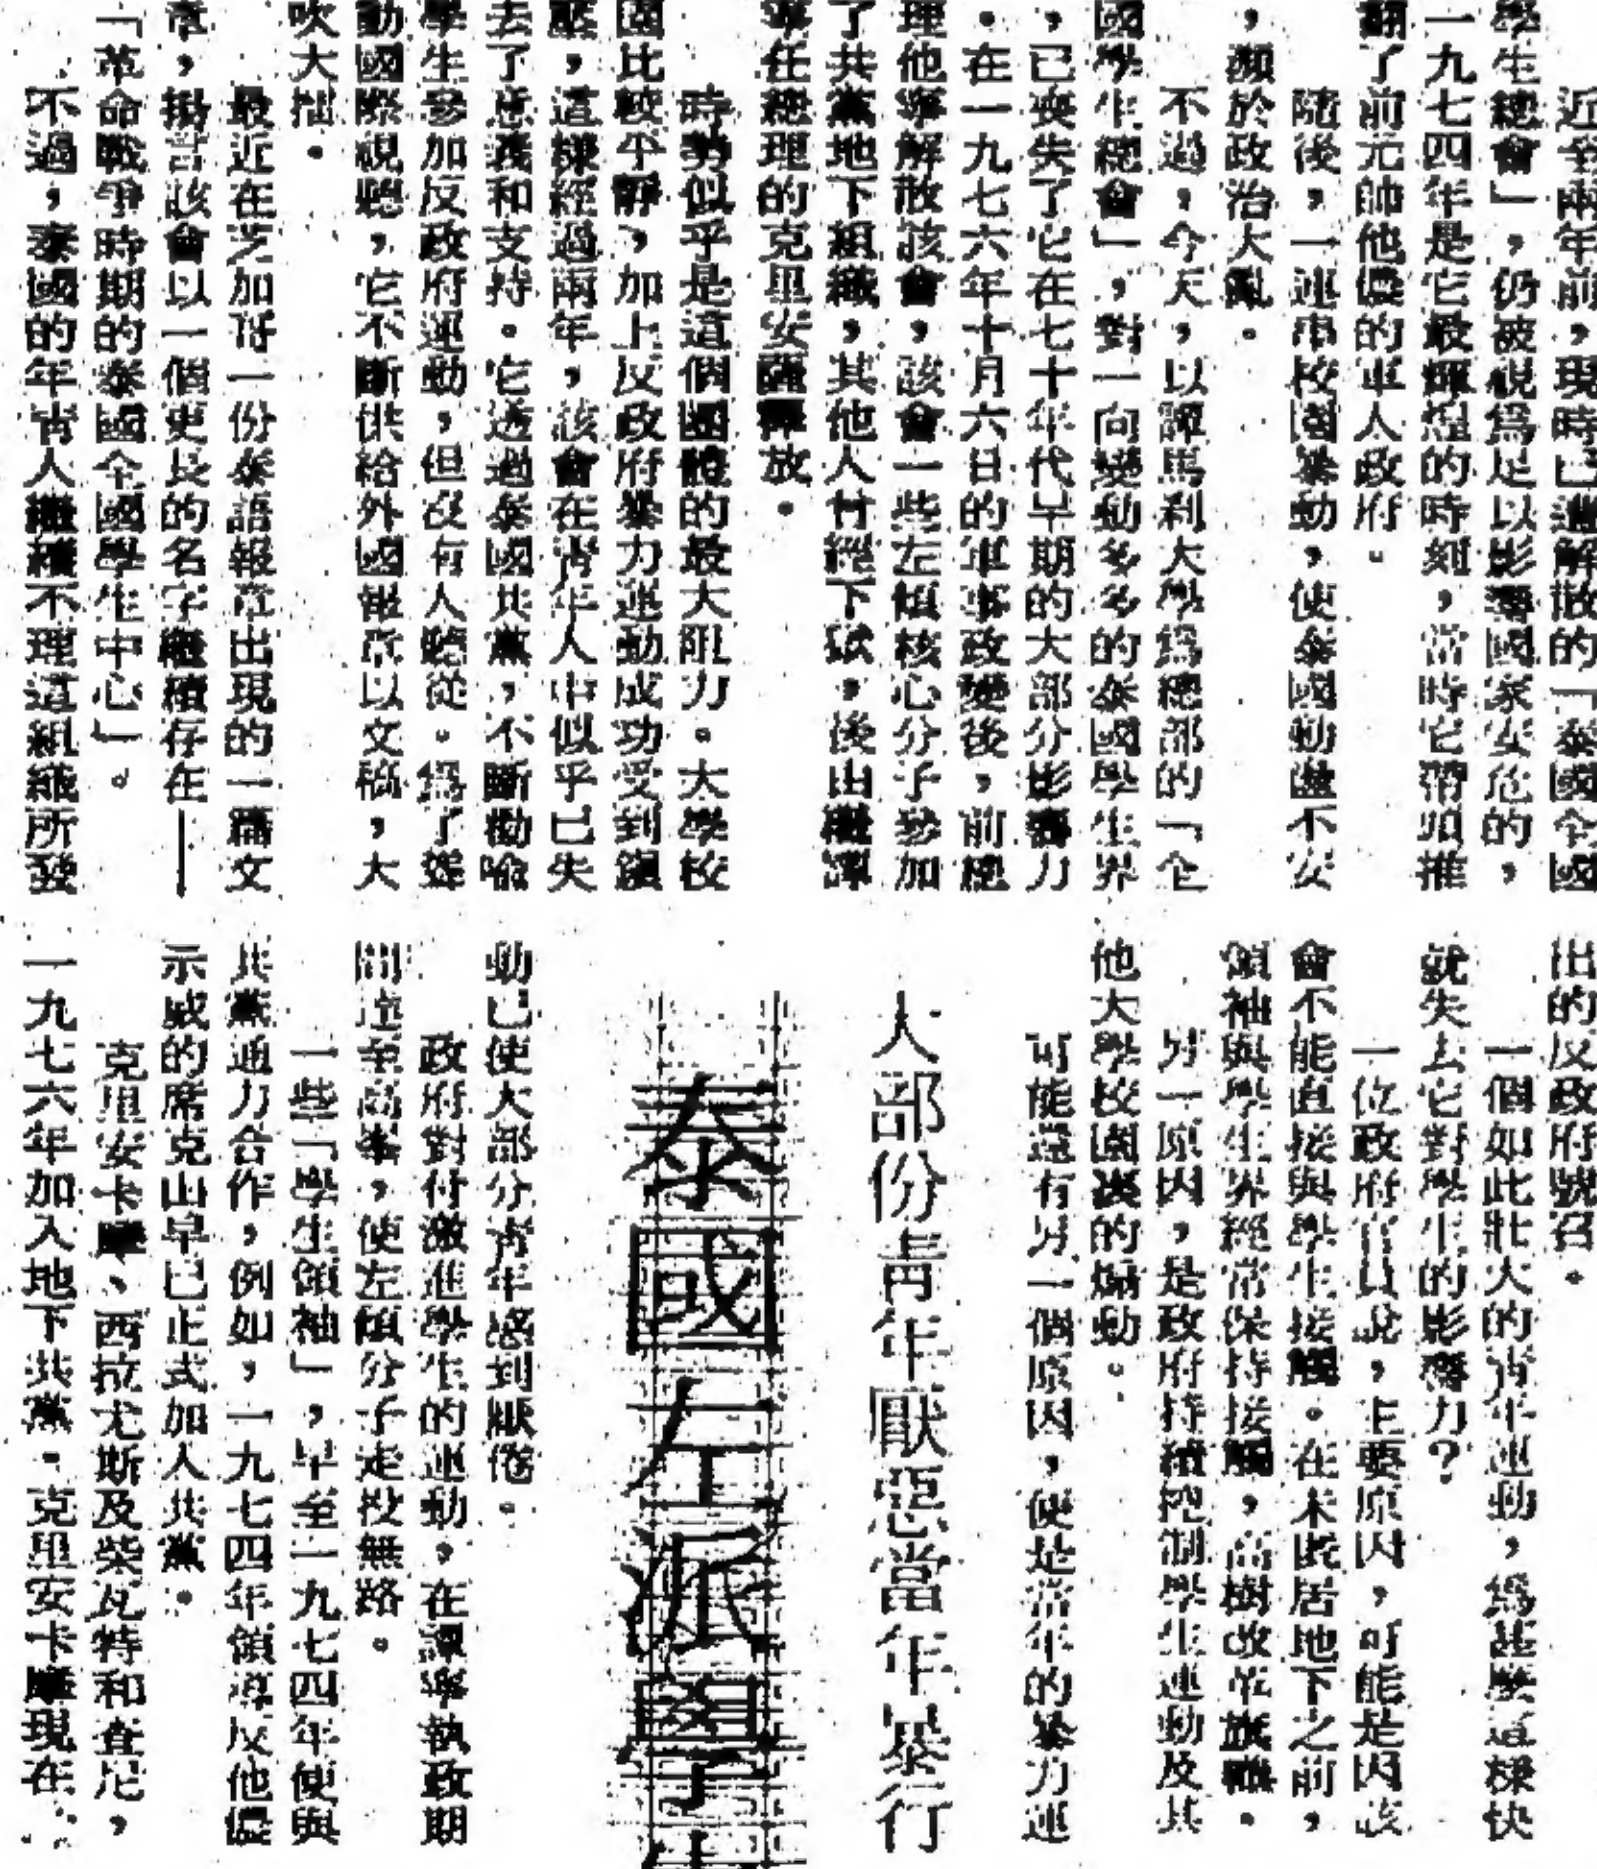 近至兩年前，現時已遭解散的「泰國全國
學生總會」，仍被視為足以影響國家安危的，
一九七四年是它最輝煌的時刻，當時它帶頭推
翻了前元帥他儂的軍人政府。
隨後，一連串校園暴動，使泰國動盪不安
，瀕於政治大亂。
不過，今天，以譚馬利大學為總部的「全
國學生總會」，對一向變動多多的泰國學生界
，已喪失了它在七十年代早期的大部分影響力
。在一九七六年十月六日的軍事政變後，前總
理他寧解散該會，該會一些左傾核心分子參加
了共黨地下組織，其他人廿經下獄，後由繼譚
寧任總理的克里安薩釋放。
時勢似乎是這個團體的最大阻力。大學校
園比較平靜，加上反政府暴力運動成功受到鎮
壓，這樣經過兩年，該會在青年人中似乎已失
去了意義和支持。它透過泰國共黨，不斷勸喩
學生參加反政府運動，但沒有人聽從。為了聳
動國際視聽，它不斷供給外國報章以文稿，大
吹大擂。
最近在芝加哥一份泰語報章出現的一篇文
章，揚言該會以一個更長的名字繼續存在——
「革命戰爭時期的泰國全國學生中心」。
不過，泰國的年青人繼續不理這組織所發
出的反政府號召。
一個如此壯大的青年運動，為甚麼這樣快
就失去它對學生的影響力？
一位政府官員說，主要原因，可能是因該
會不能直接與學生接觸。在未匿居地下之前，
領袖與學生界經常保持接觸，高樹改革旗幟。
另一原因，是政府持續控制學生運動及其
他大學校園裏的煽動。
可能還有另一個原因，便是當年的暴力運
大部份青年厭惡當年暴行
泰國左派學生
動已使大部分青年感到厭倦。
政府對付激進學生的運動，在譚寧執政期
間達至高峯，使左傾分子走投無路。
一些「學生領袖」，早至一九七四年便與
共黨通力合作，例如，一九七四年領導反他儂
示威的席克山早已正式加入共黨。
克里安卡麼、西拉尤斯及柴瓦特和查尼，
一九七六年加入地下共黨。克里安卡麼現在